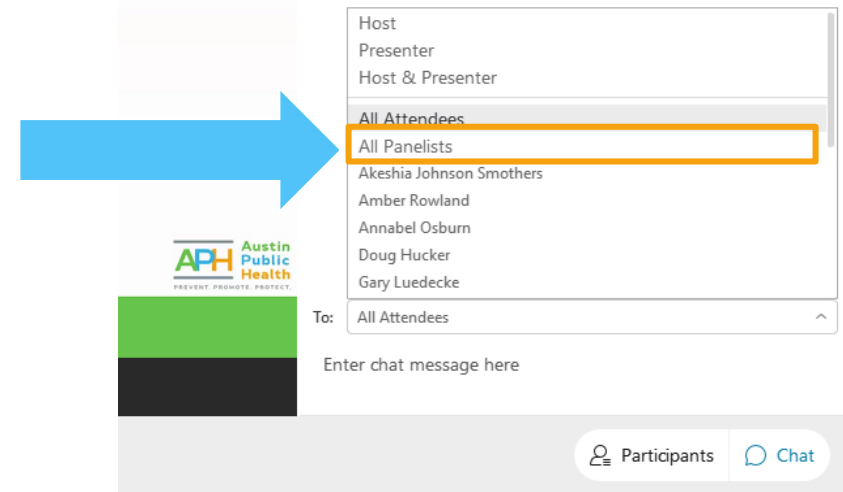 Host
Presenter
Host & Presenter
All Attendees
All Panelists
Akeshia Johnson Smothers
Amber Rowland
Annabel Osburn
Doug Hucker
Gary Luedecke
APH Austin
Public
Health
PREVENT. PROMOTE. PROTECT.
To: All Attendees
Enter chat message here
Participants Chat